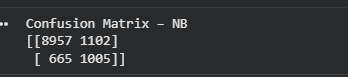 Confusion Matrix – NB
[[8957 1102]
 [ 665 1005]]